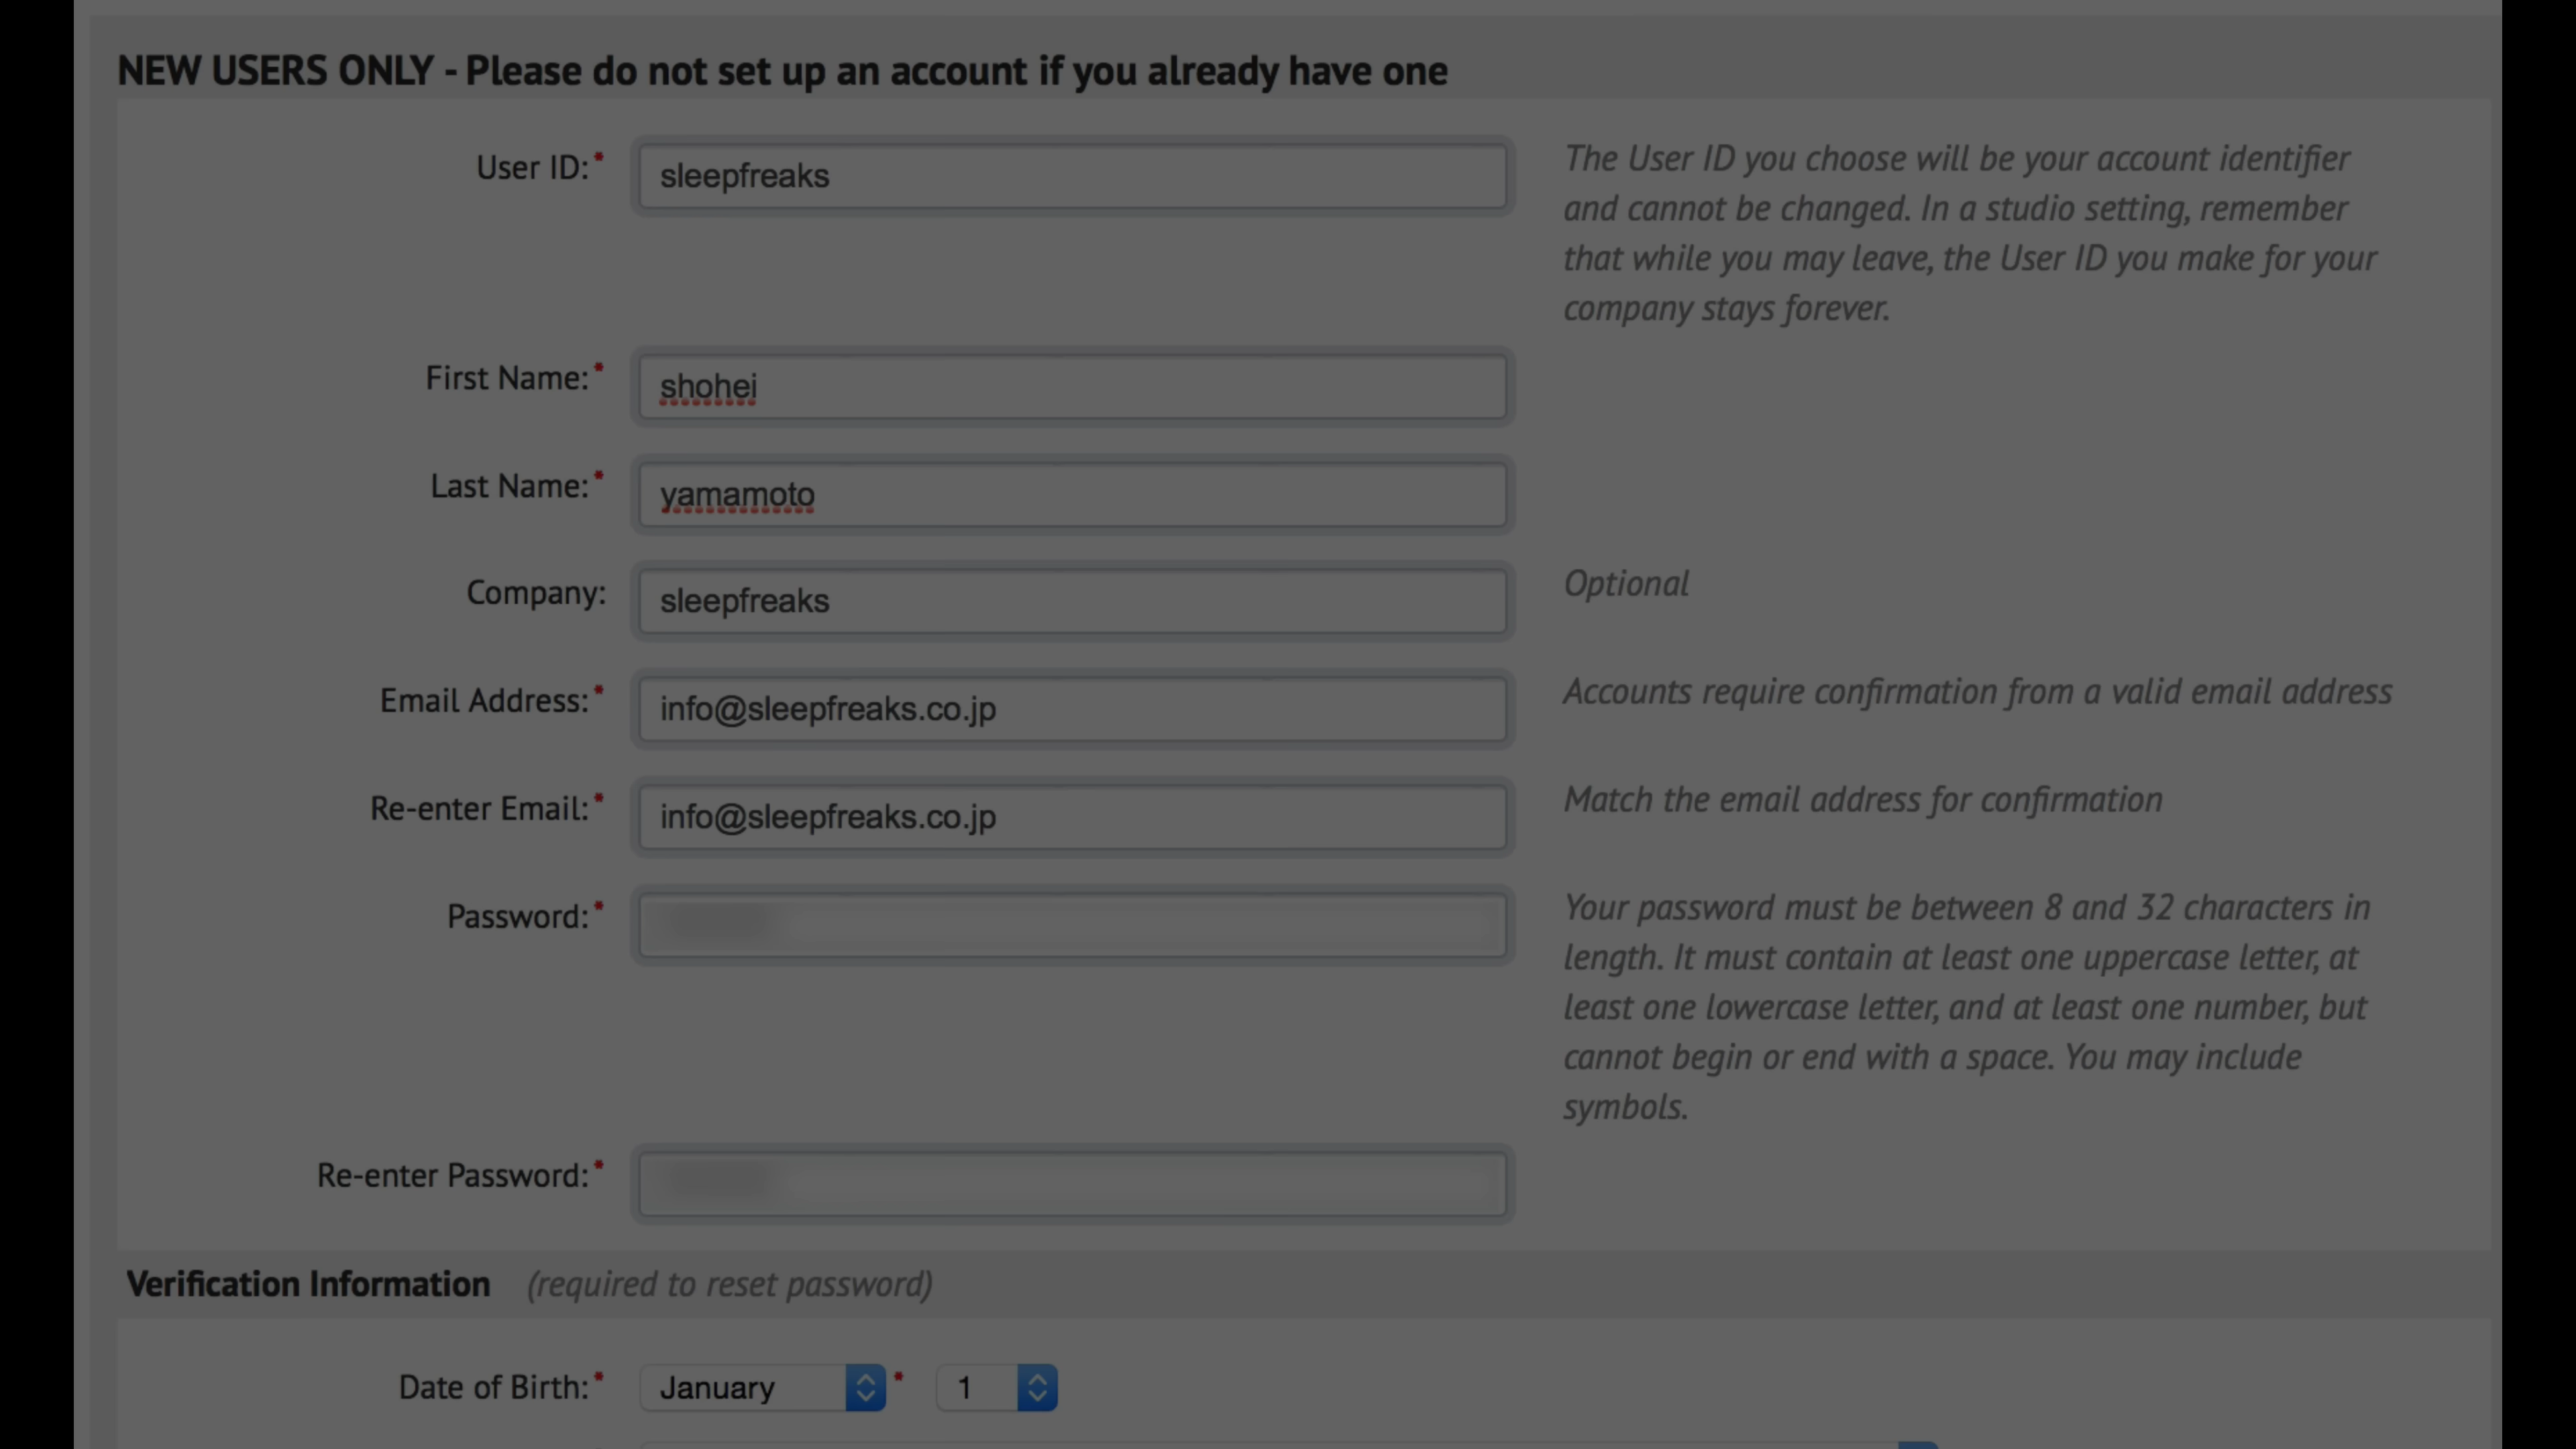 NEW USERS ONLY - Please do not set up an account if you already have one
User ID:*
sleepfreaks
The User ID you choose will be your account identifier
and cannot be changed. In a studio setting, remember
that while you may leave, the User ID you make for your
company stays forever.
First Name:*
shohei
Last Name:*
yamamoto
Company:
sleepfreaks
Optional
Email Address:*
info@sleepfreaks.co.jp
Accounts require confirmation from a valid email address
Re-enter Email:*
info@sleepfreaks.co.jp
Match the email address for confirmation
Password:*
Your password must be between 8 and 32 characters in
length. It must contain at least one uppercase letter, at
least one lowercase letter, and at least one number, but
cannot begin or end with a space. You may include
symbols.
Re-enter Password:*
Verification Information (required to reset password)
Date of Birth:* January * 1